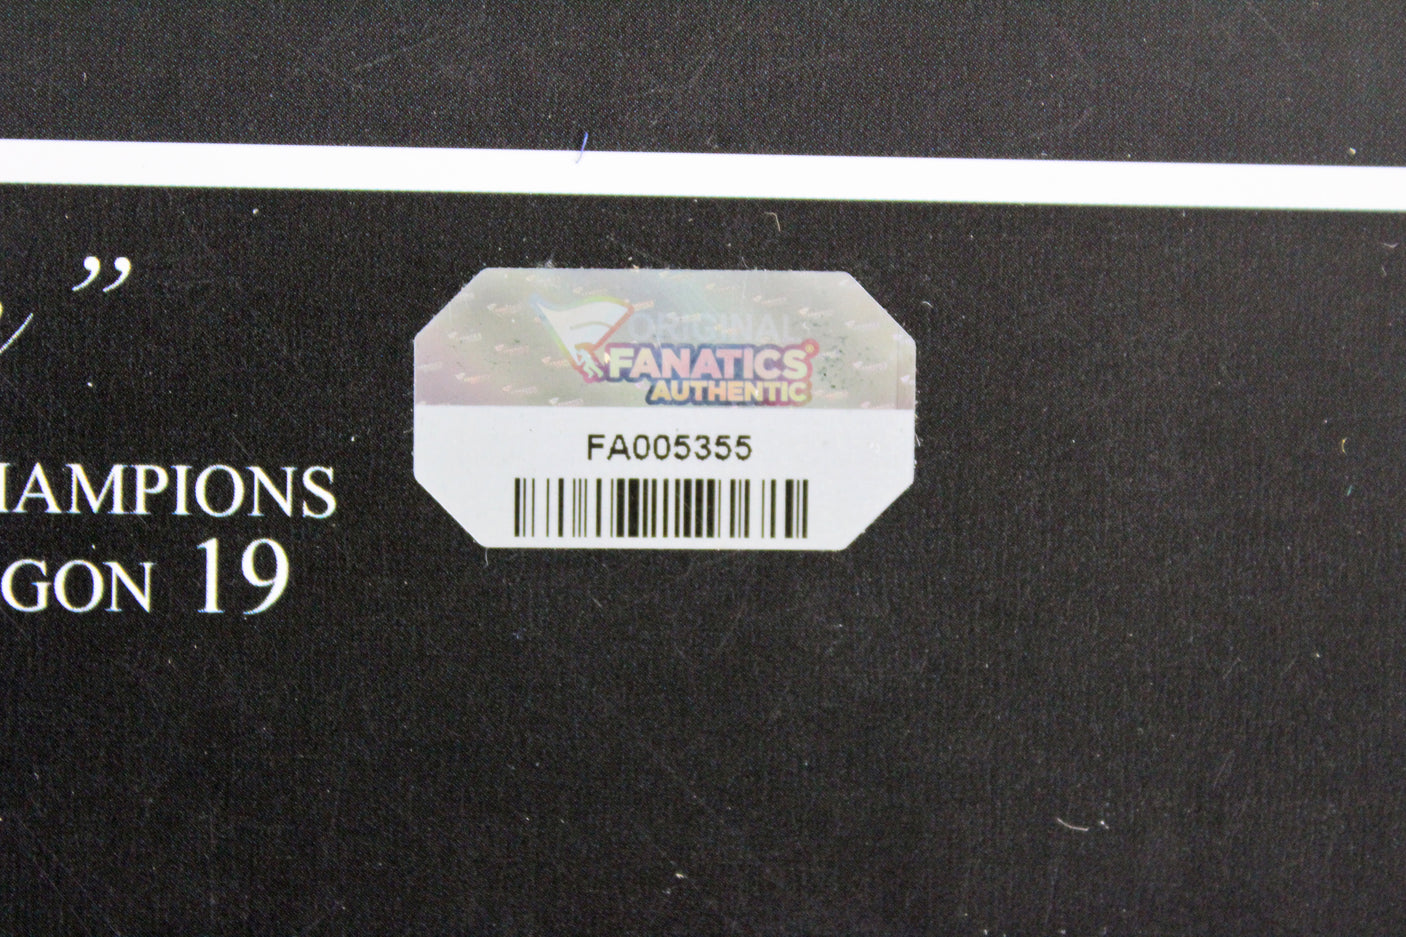 ”
HAMPIONS
GON 19
ORIGINAL
FANATICS®
AUTHENTIC
FA005355